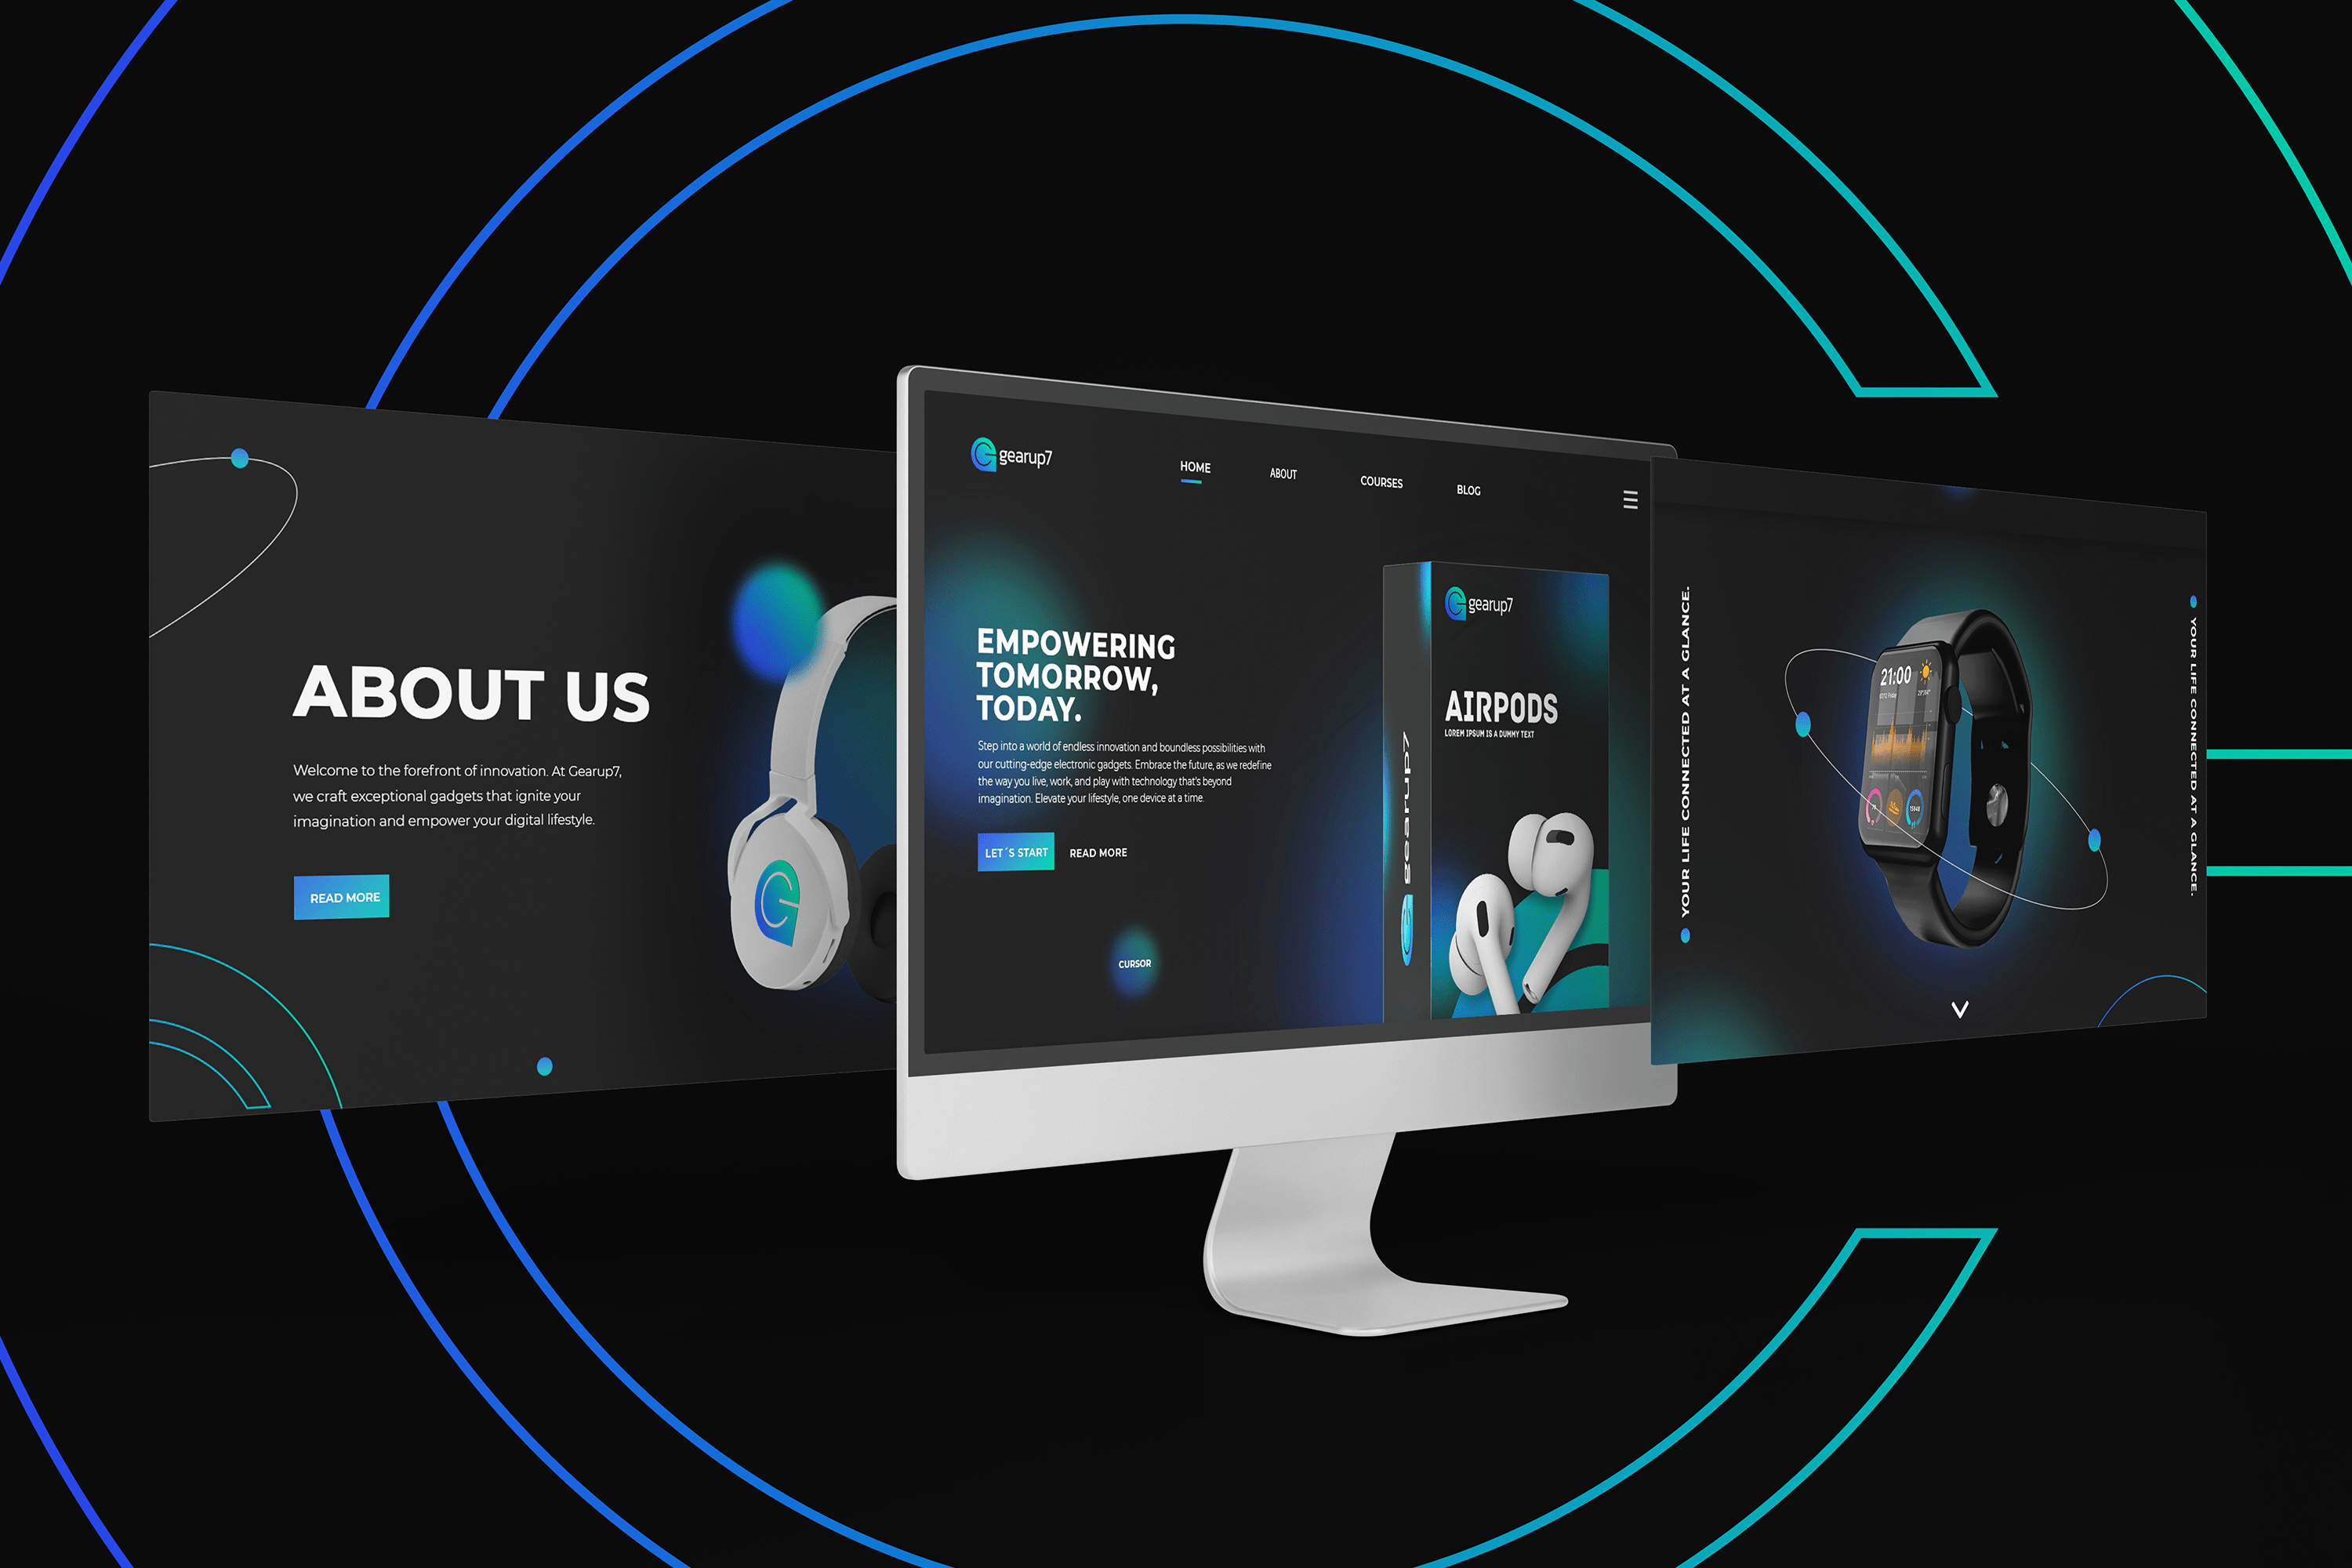 ABOUT US
Welcome to the forefront of innovation. At Gearup7,
we craft exceptional gadgets that ignite your
imagination and empower your digital lifestyle.
READ MORE
gearup7
HOME
ABOUT
COURSES
BLOG
EMPOWERING
TOMORROW,
TODAY.
Step into a world of endless innovation and boundless possibilities with
our cutting-edge electronic gadgets. Embrace the future, as we redefine
the way you live, work, and play with technology that's beyond
imagination. Elevate your lifestyle, one device at a time.
LET´S START
READ MORE
CURSOR
gearup7
gearup7
AIRPODS
LOREM IPSUM IS A DUMMY TEXT
YOUR LIFE CONNECTED AT A GLANCE.
21:00
YOUR LIFE CONNECTED AT A GLANCE.